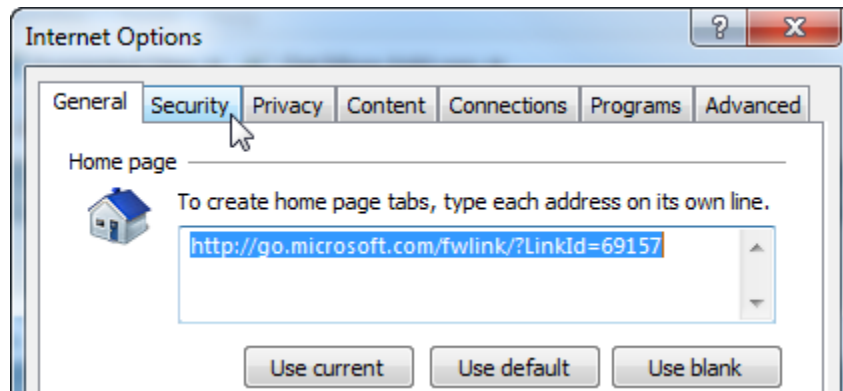 Internet Options
General Security Privacy Content Connections Programs Advanced
Home page
To create home page tabs, type each address on its own line.
http://go.microsoft.com/fwlink/?LinkId=69157
Use current Use default Use blank